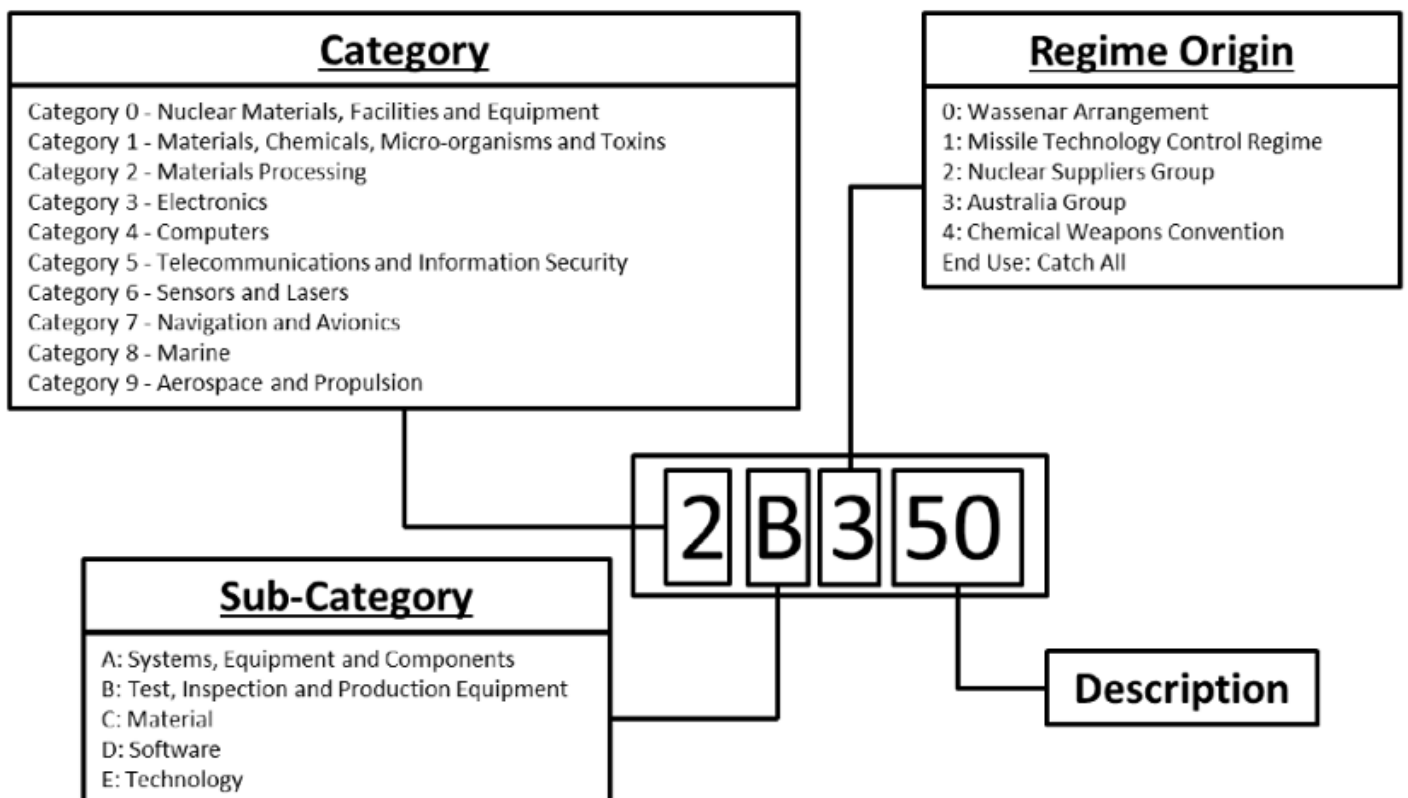 Category
Category 0 - Nuclear Materials, Facilities and Equipment
Category 1 - Materials, Chemicals, Micro-organisms and Toxins
Category 2 - Materials Processing
Category 3 - Electronics
Category 4 - Computers
Category 5 - Telecommunications and Information Security
Category 6 - Sensors and Lasers
Category 7 - Navigation and Avionics
Category 8 - Marine
Category 9 - Aerospace and Propulsion
Regime Origin
0: Wassenar Arrangement
1: Missile Technology Control Regime
2: Nuclear Suppliers Group
3: Australia Group
4: Chemical Weapons Convention
End Use: Catch All
2 B 3 50
Sub-Category
A: Systems, Equipment and Components
B: Test, Inspection and Production Equipment
C: Material
D: Software
E: Technology
Description